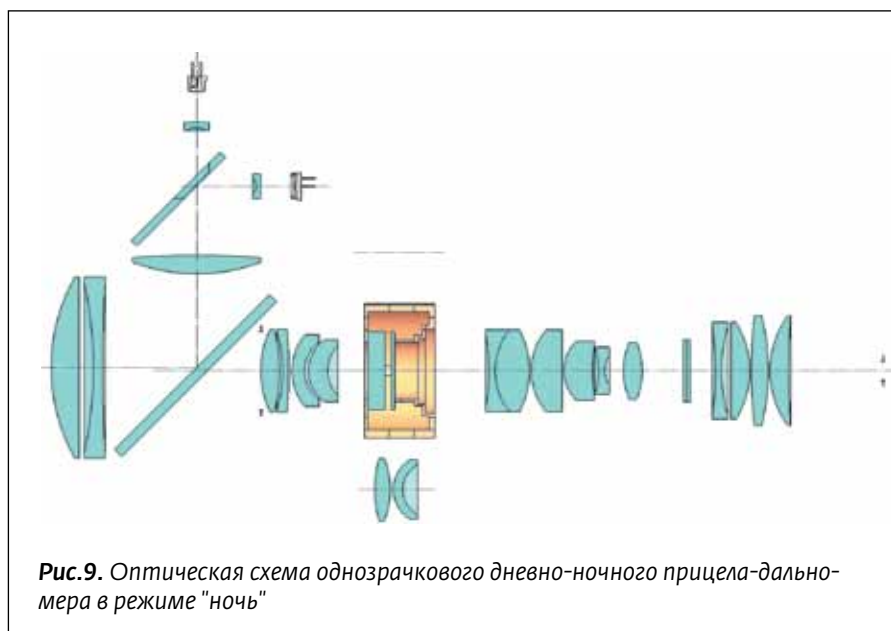 Рис.9. Оптическая схема однозрачкового дневно-ночного прицела-дально-
мера в режиме "ночь"